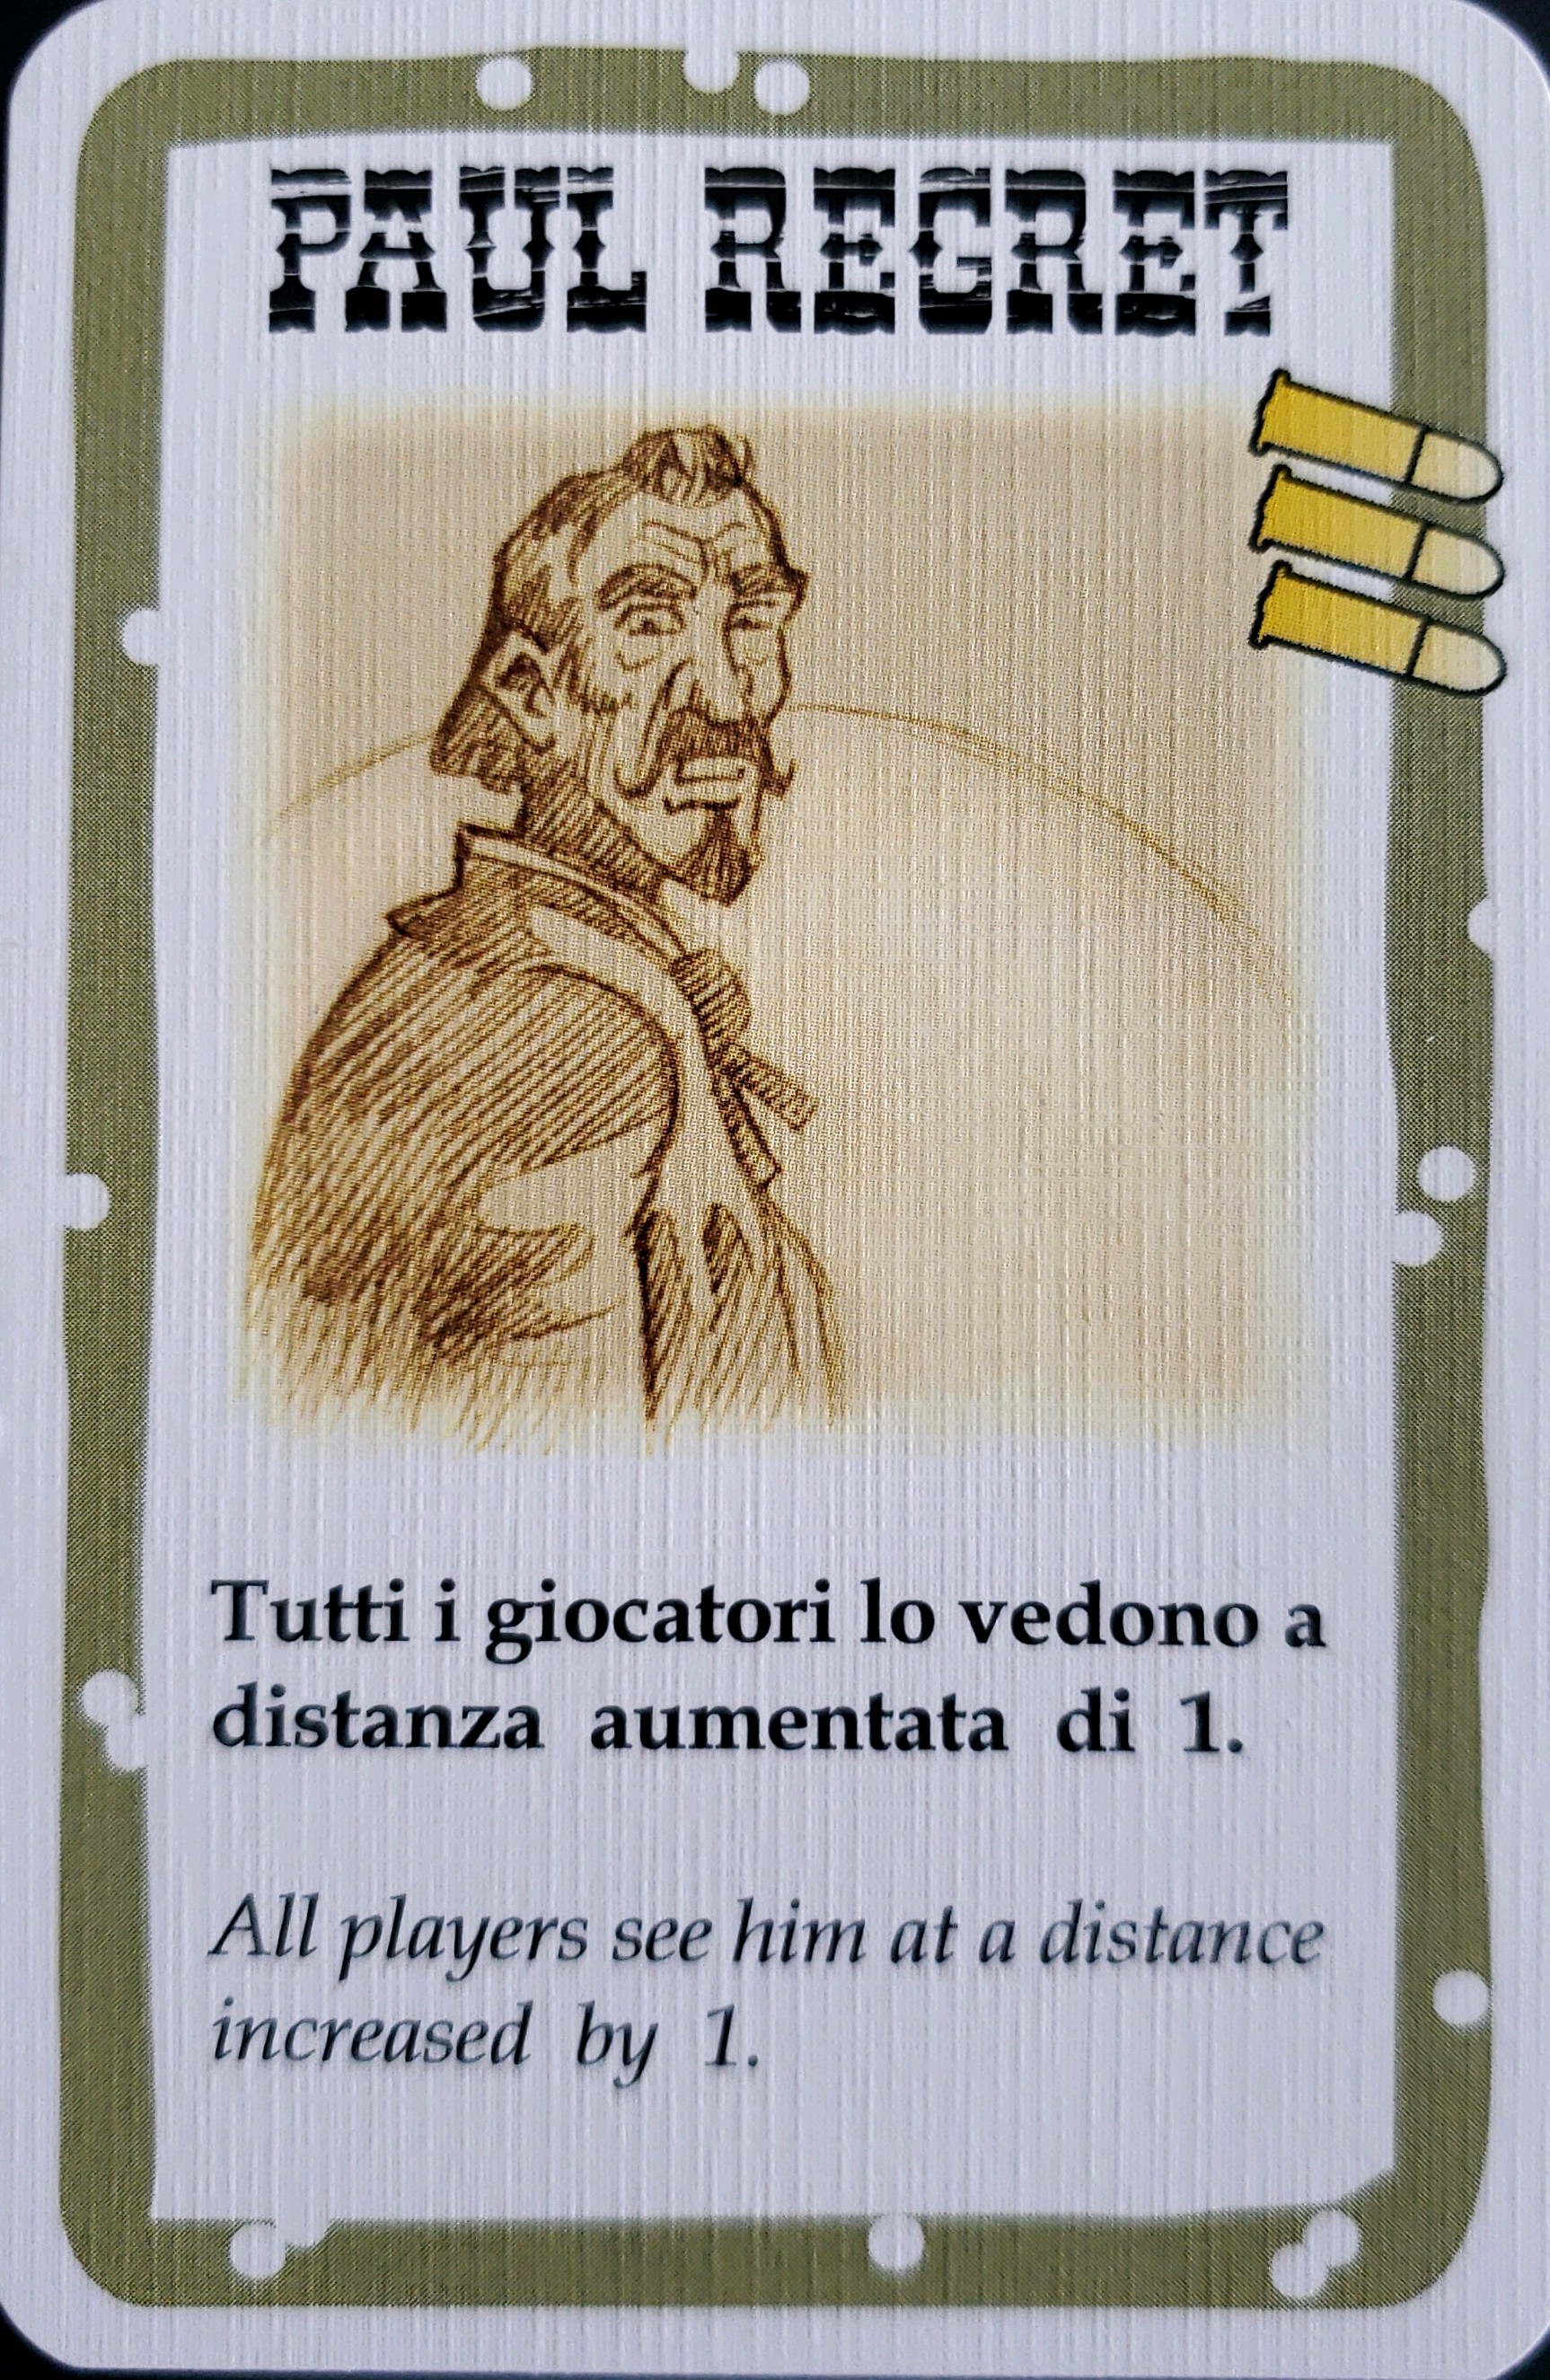 PAUL REGRET
Tutti i giocatori lo vedono a
distanza aumentata di 1.
All players see him at a distance
increased by 1.